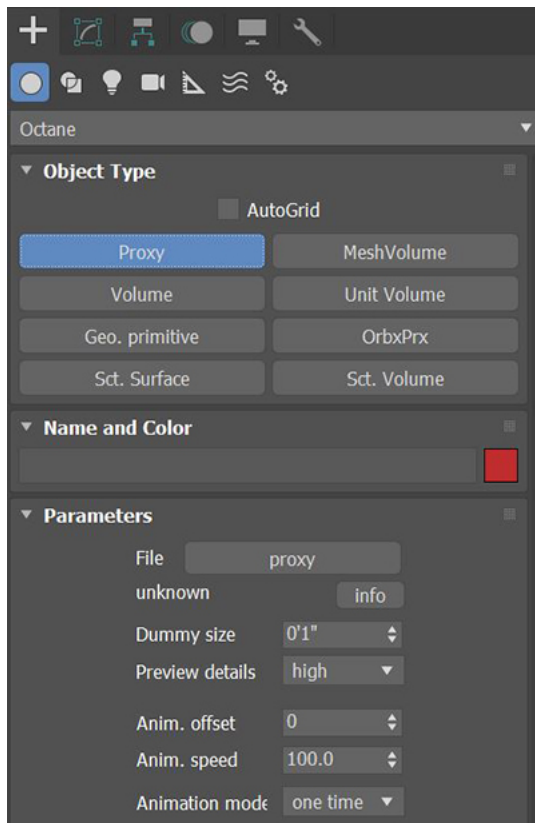 Octane
Object Type
AutoGrid
Proxy MeshVolume
Volume Unit Volume
Geo. primitive OrbxPrx
Sct. Surface Sct. Volume
Name and Color
Parameters
File proxy
unknown info
Dummy size 0'1"
Preview details high
Anim. offset 0
Anim. speed 100.0
Animation mode one time